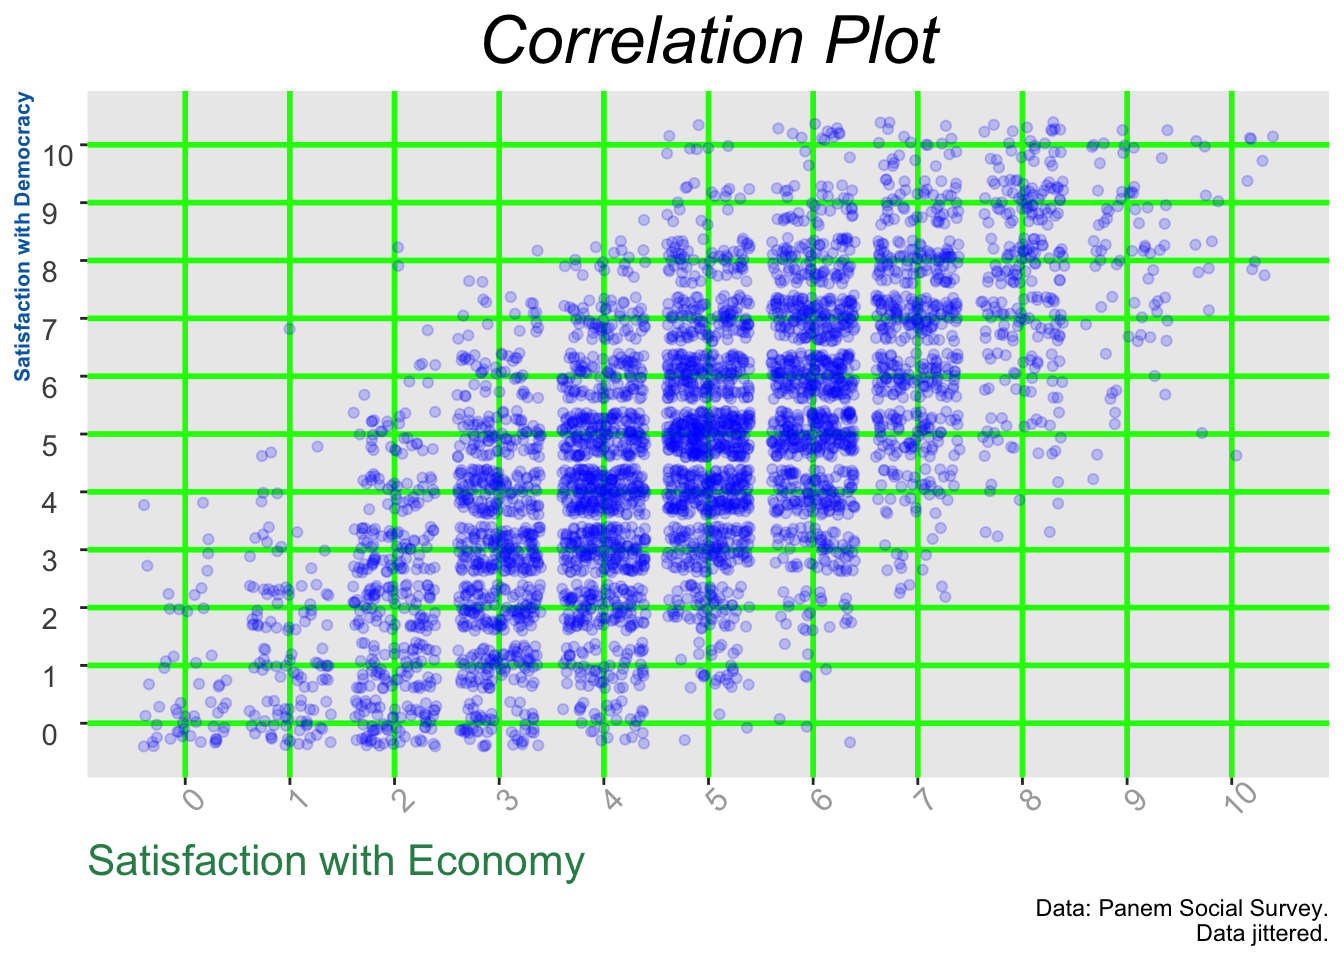 Correlation Plot
Satisfaction with Democracy
10
9
8
7
6
5
4
3
2
1
0
0 1 2 3 4 5 6 7 8 9 10
Satisfaction with Economy
Data: Panem Social Survey.
Data jittered.